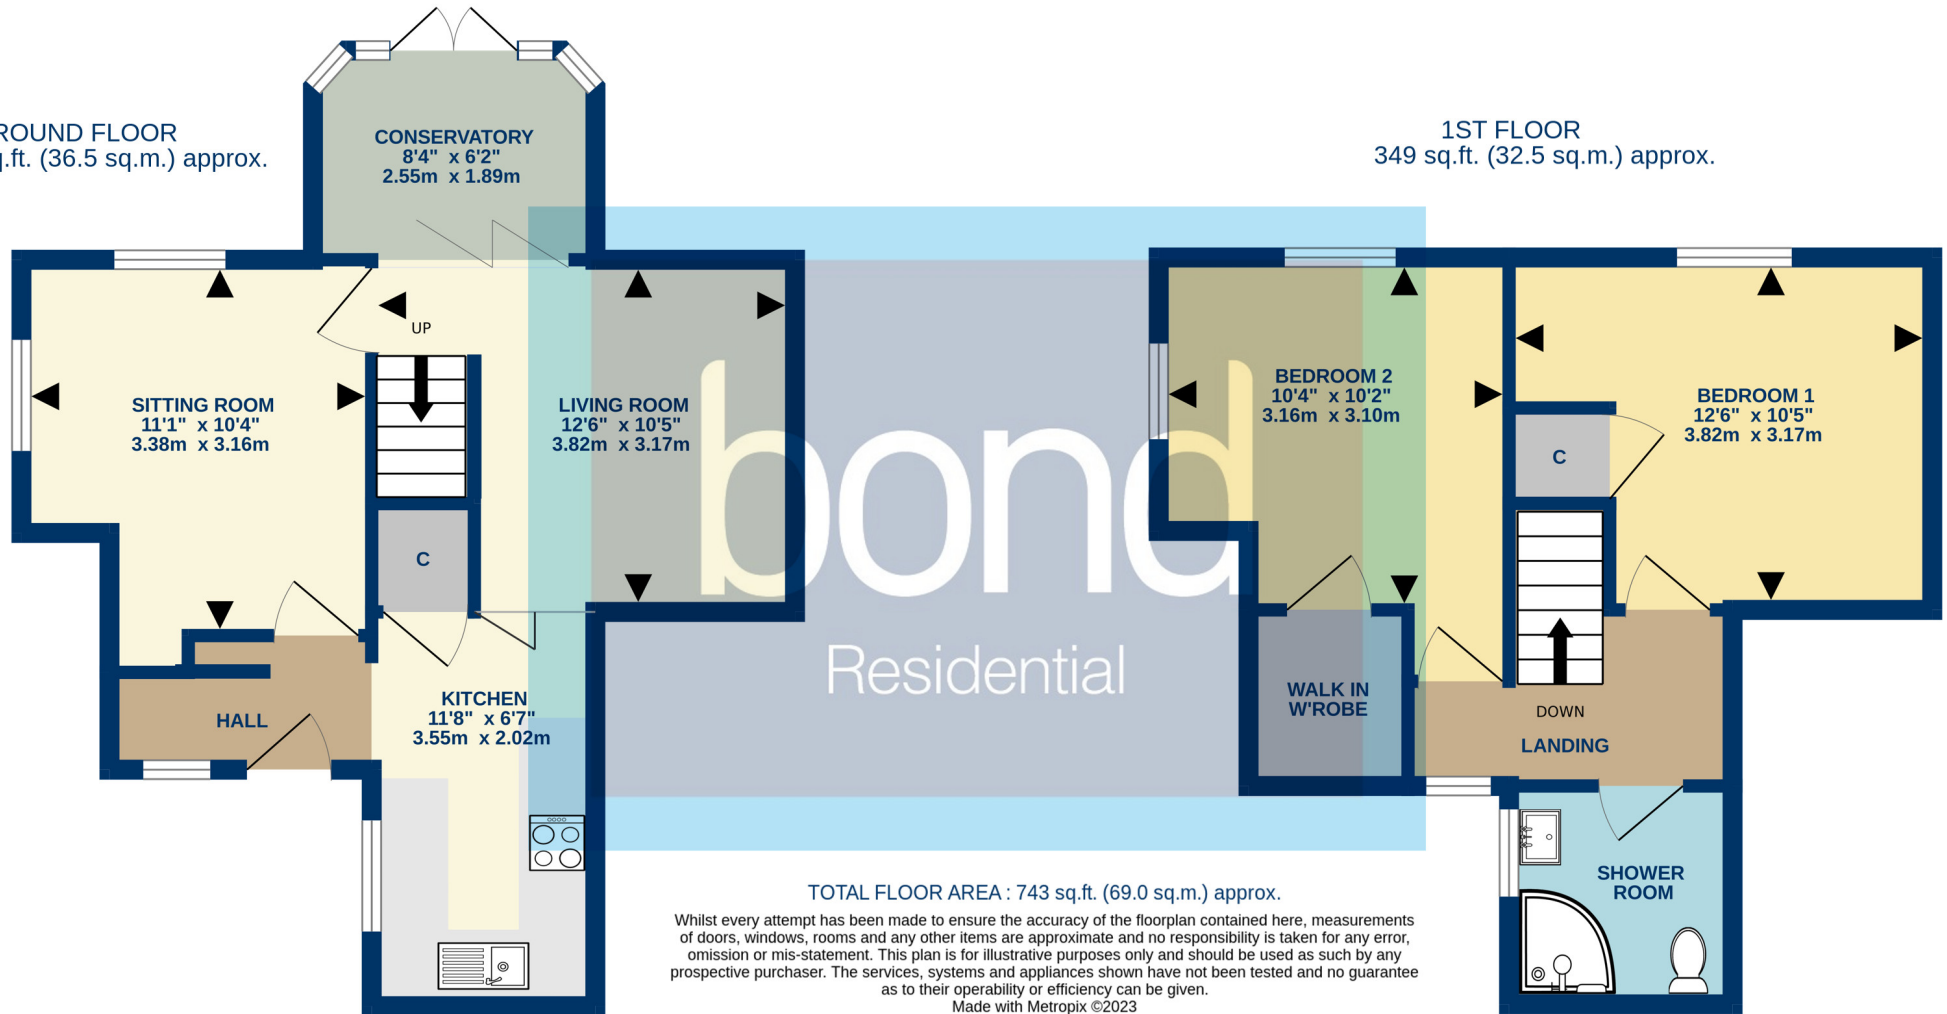 ROUND FLOOR
.ft. (36.5 sq.m.) approx.
1ST FLOOR
349 sq.ft. (32.5 sq.m.) approx.
CONSERVATORY
8'4" x 6'2"
2.55m x 1.89m
UP
SITTING ROOM
11'1" x 10'4"
3.38m x 3.16m
LIVING ROOM
12'6" x 10'5"
3.82m x 3.17m
C
HALL
KITCHEN
11'8" x 6'7"
3.55m x 2.02m
bond
Residential
BEDROOM 2
10'4" x 10'2"
3.16m x 3.10m
BEDROOM 1
12'6" x 10'5"
3.82m x 3.17m
C
WALK IN
W'ROBE
DOWN
LANDING
SHOWER
ROOM
TOTAL FLOOR AREA : 743 sq.ft. (69.0 sq.m.) approx.
Whilst every attempt has been made to ensure the accuracy of the floorplan contained here, measurements
of doors, windows, rooms and any other items are approximate and no responsibility is taken for any error,
omission or mis-statement. This plan is for illustrative purposes only and should be used as such by any
prospective purchaser. The services, systems and appliances shown have not been tested and no guarantee
as to their operability or efficiency can be given.
Made with Metropix ©2023